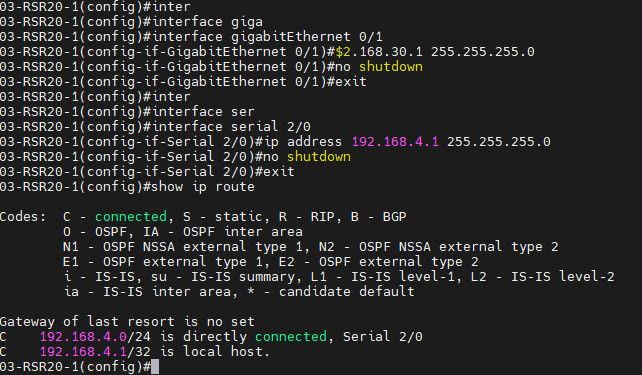 03-RSR20-1(config)#inter
03-RSR20-1(config)#interface giga
03-RSR20-1(config)#interface gigabitEthernet 0/1
03-RSR20-1(config-if-GigabitEthernet 0/1)#$2.168.30.1 255.255.255.0
03-RSR20-1(config-if-GigabitEthernet 0/1)#no shutdown
03-RSR20-1(config-if-GigabitEthernet 0/1)#exit
03-RSR20-1(config)#inter
03-RSR20-1(config)#interface ser
03-RSR20-1(config)#interface serial 2/0
03-RSR20-1(config-if-Serial 2/0)#ip address 192.168.4.1 255.255.255.0
03-RSR20-1(config-if-Serial 2/0)#no shutdown
03-RSR20-1(config-if-Serial 2/0)#exit
03-RSR20-1(config)#show ip route
Codes:  C - connected, S - static, R - RIP, B - BGP
        O - OSPF, IA - OSPF inter area
        N1 - OSPF NSSA external type 1, N2 - OSPF NSSA external type 2
        E1 - OSPF external type 1, E2 - OSPF external type 2
        i - IS-IS, su - IS-IS summary, L1 - IS-IS level-1, L2 - IS-IS level-2
        ia - IS-IS inter area, * - candidate default
Gateway of last resort is no set
C    192.168.4.0/24 is directly connected, Serial 2/0
C    192.168.4.1/32 is local host.
03-RSR20-1(config)#